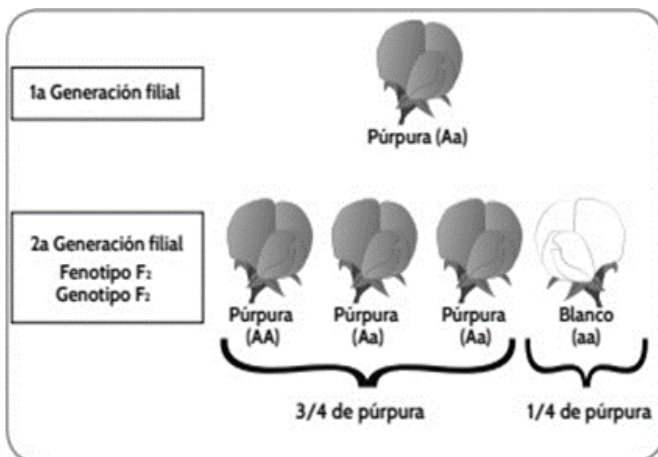 1a Generación filial
Púrpura (Aa)
2a Generación filial
Fenotipo F₂
Genotipo F₂
Púrpura
(AA)
Púrpura
(Aa)
Púrpura
(Aa)
Blanco
(aa)
3/4 de púrpura
1/4 de púrpura